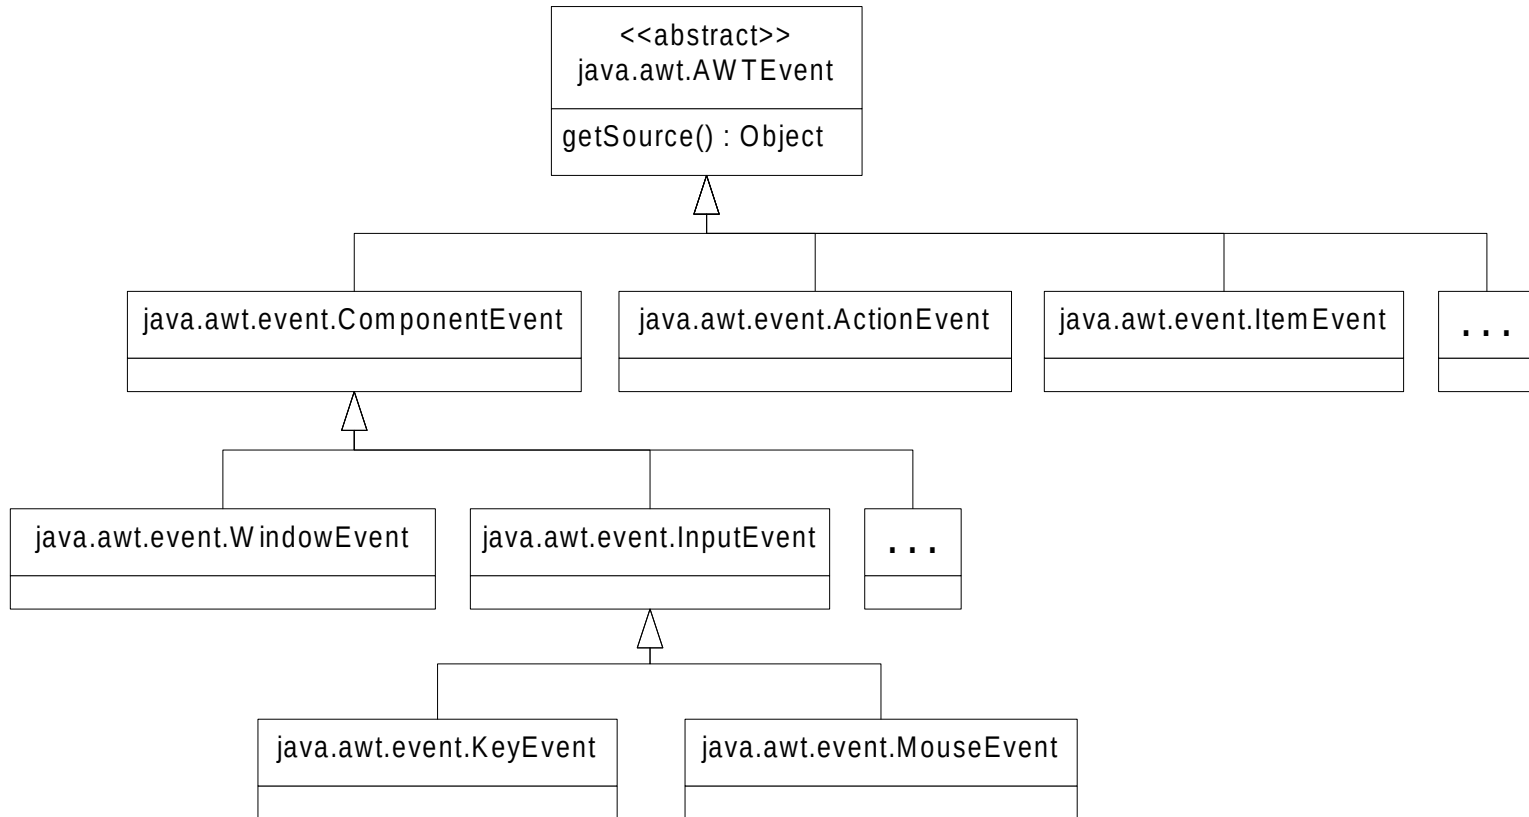 <<abstract>>
java.awt.AWTEvent
getSource() : Object
java.awt.event.ComponentEvent
java.awt.event.ActionEvent
java.awt.event.ItemEvent
...
java.awt.event.WindowEvent
java.awt.event.InputEvent
...
java.awt.event.KeyEvent
java.awt.event.MouseEvent